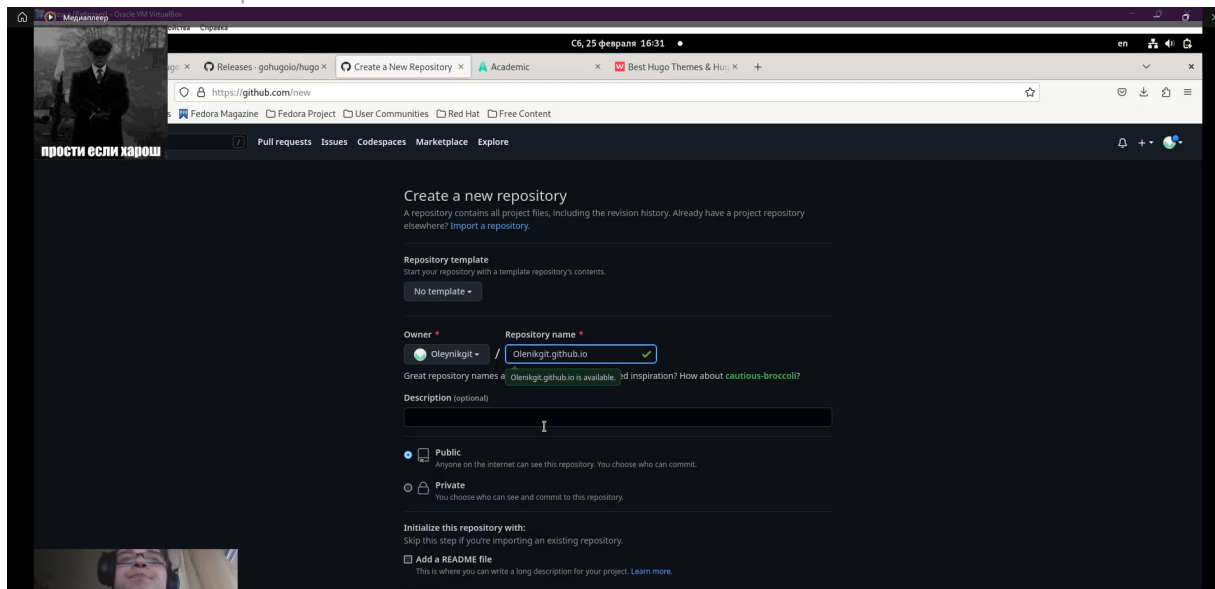 Медиаплеер
Oracle VM VirtualBox
Справка
Сб, 25 февраля 16:31
en
Releases · gohugoio/hugo
Create a New Repository
Academic
Best Hugo Themes & Hug
https://github.com/new
Fedora Magazine Fedora Project User Communities Red Hat Free Content
прости если харош
/ Pull requests Issues Codespaces Marketplace Explore
Create a new repository
A repository contains all project files, including the revision history. Already have a project repository
elsewhere? Import a repository.
Repository template
Start your repository with a template repository's contents.
No template
Owner * Repository name *
Oleynikgit / Olenikgit.github.io
Great repository names a
Olenikgit.github.io is available.
ed inspiration? How about cautious-broccoli?
Description (optional)
Public
Anyone on the internet can see this repository. You choose who can commit.
Private
You choose who can see and commit to this repository.
Initialize this repository with:
Skip this step if you're importing an existing repository.
Add a README file
This is where you can write a long description for your project. Learn more.